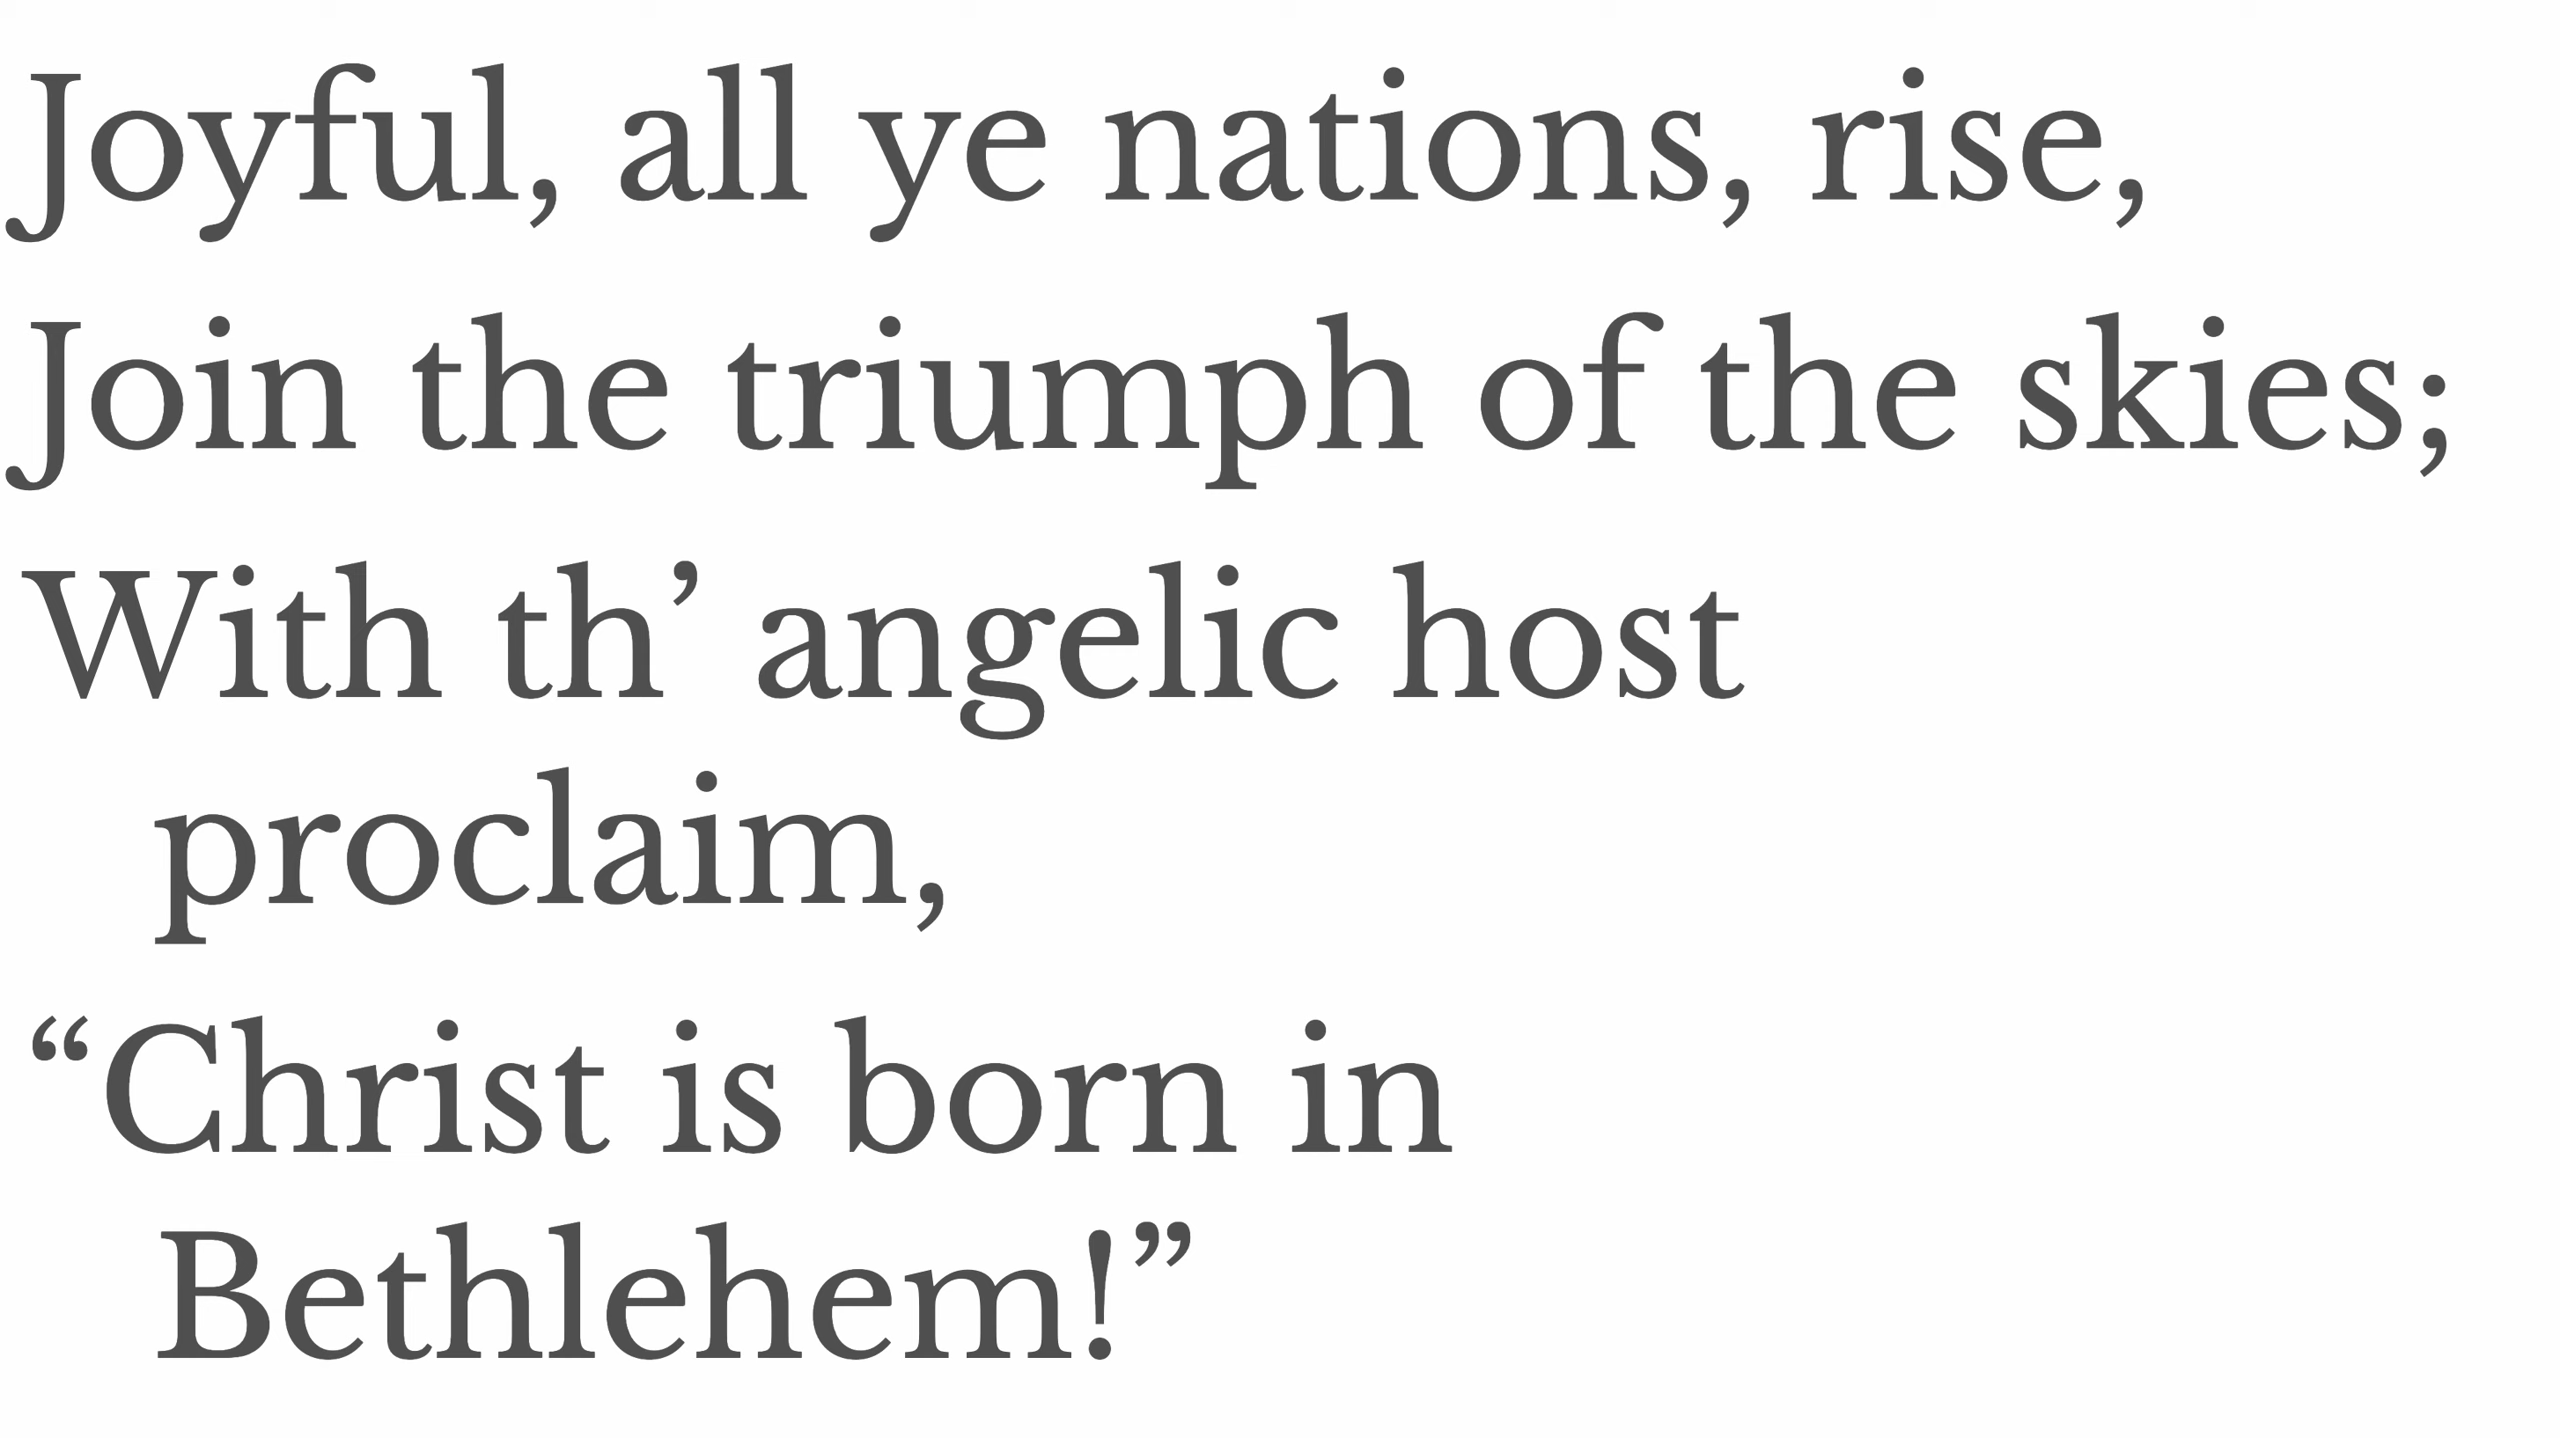 Joyful, all ye nations, rise,
Join the triumph of the skies;
With th’ angelic host
proclaim,
“Christ is born in
Bethlehem!”